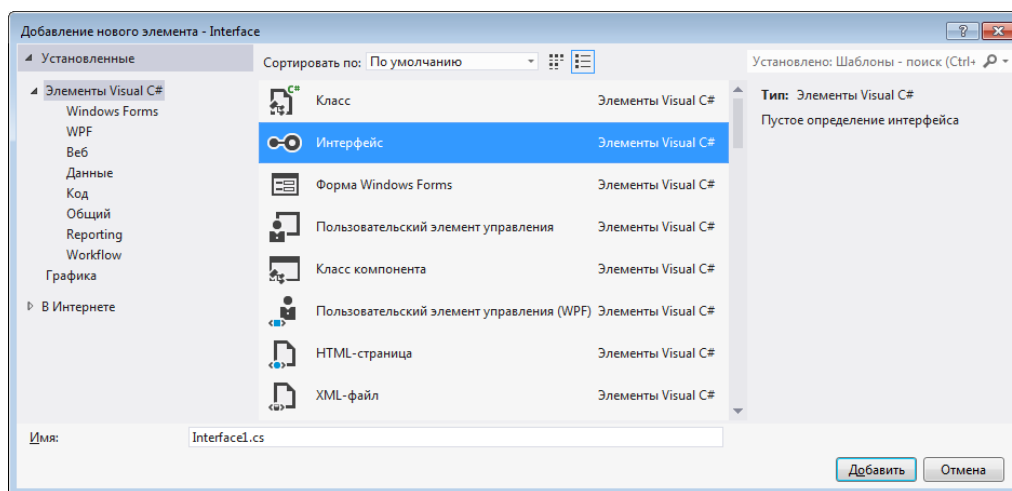 Добавление нового элемента - Interface
Установленные
Элементы Visual C#
Windows Forms
WPF
Веб
Данные
Код
Общий
Reporting
Workflow
Графика
В Интернете
Сортировать по: По умолчанию
C# Класс Элементы Visual C#
Интерфейс Элементы Visual C#
Форма Windows Forms Элементы Visual C#
Пользовательский элемент управления Элементы Visual C#
Класс компонента Элементы Visual C#
Пользовательский элемент управления (WPF) Элементы Visual C#
HTML-страница Элементы Visual C#
XML-файл Элементы Visual C#
Установлено: Шаблоны - поиск (Ctrl+
Тип: Элементы Visual C#
Пустое определение интерфейса
Имя: Interface1.cs
Добавить Отмена